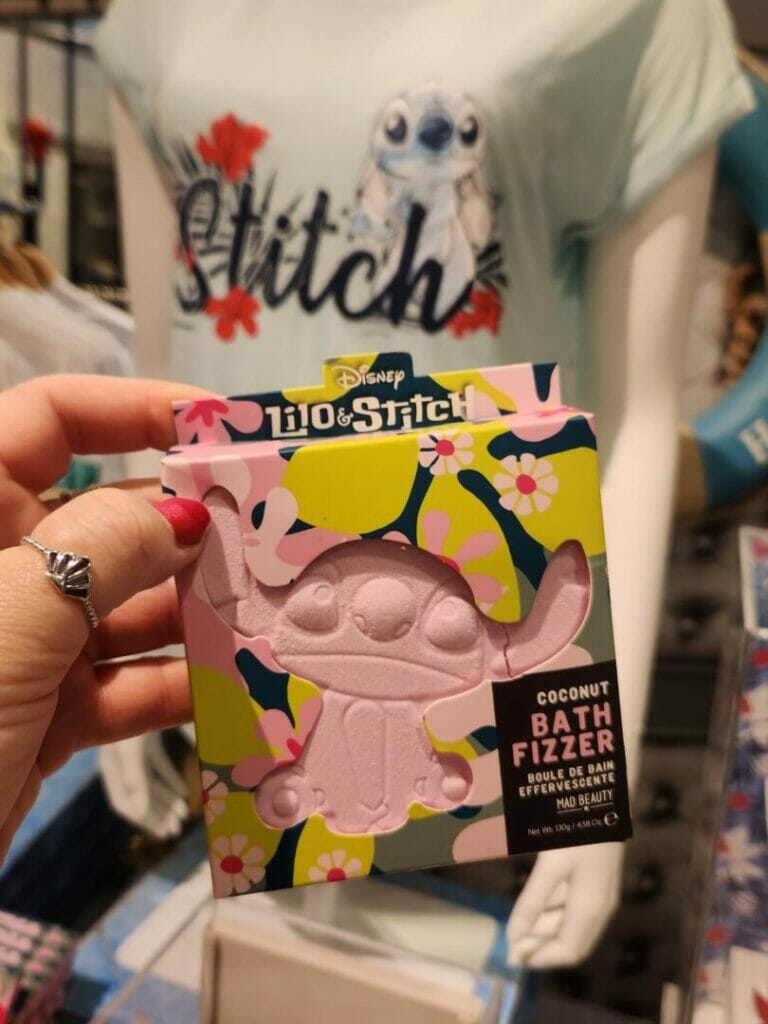 Stitch
Disney
Lilo & Stitch
COCONUT
BATH
FIZZER
BOULE DE BAIN
EFFERVESCENTE
MAD BEAUTY
Net Wt. 130g / 4.58 Oz ℮
H